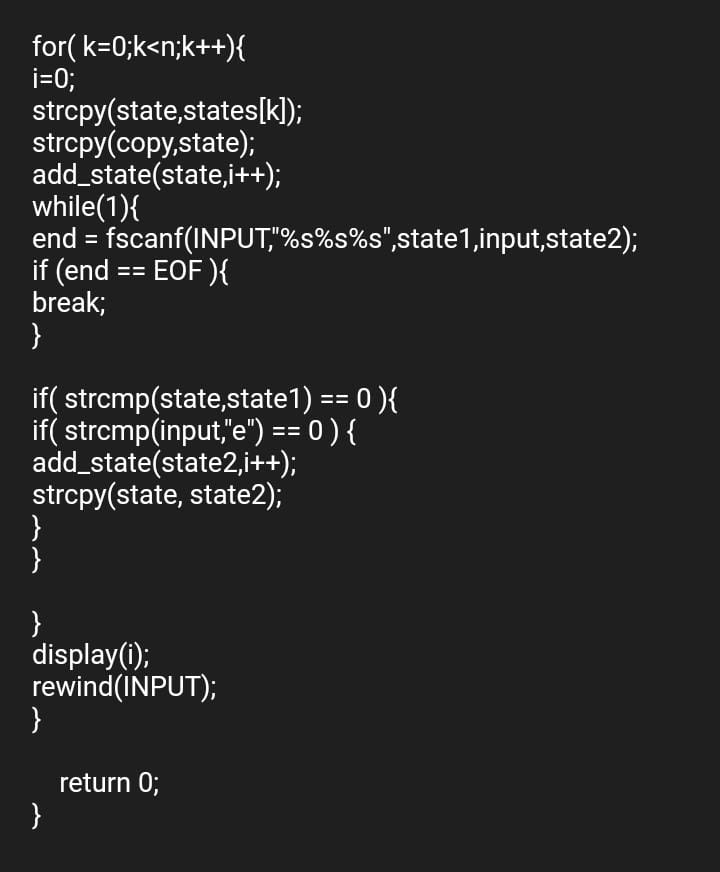 for( k=0;k<n;k++){
i=0;
strcpy(state,states[k]);
strcpy(copy,state);
add_state(state,i++);
while(1){
end = fscanf(INPUT,"%s%s%s",state1,input,state2);
if (end == EOF ){
break;
}
if( strcmp(state,state1) == 0 ){
if( strcmp(input,"e") == 0 ) {
add_state(state2,i++);
strcpy(state, state2);
}
}
}
display(i);
rewind(INPUT);
}
return 0;
}